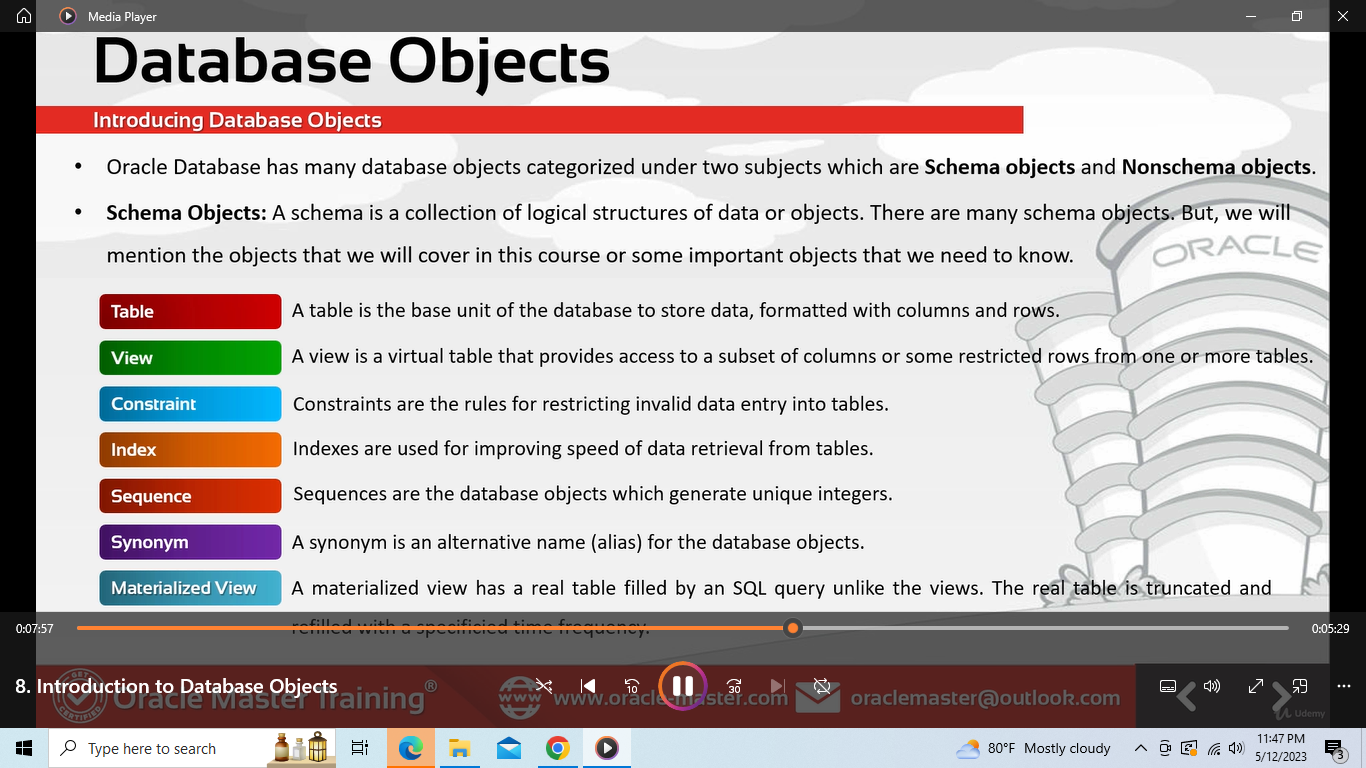 Media Player
Database Objects
Introducing Database Objects
• Oracle Database has many database objects categorized under two subjects which are Schema objects and Nonschema objects.
• Schema Objects: A schema is a collection of logical structures of data or objects. There are many schema objects. But, we will
mention the objects that we will cover in this course or some important objects that we need to know.
ORACLE
Table A table is the base unit of the database to store data, formatted with columns and rows.
View A view is a virtual table that provides access to a subset of columns or some restricted rows from one or more tables.
Constraint Constraints are the rules for restricting invalid data entry into tables.
Index Indexes are used for improving speed of data retrieval from tables.
Sequence Sequences are the database objects which generate unique integers.
Synonym A synonym is an alternative name (alias) for the database objects.
Materialized View A materialized view has a real table filled by an SQL query unlike the views. The real table is truncated and
refilled with a specificied time frequency.
0:07:57 0:05:29
8. Introduction to Database Objects
10 30
CERTIFIED Oracle Master Training® www.oracle-master.com oraclemaster@outlook.com
Udemy
Type here to search
80°F Mostly cloudy
11:47 PM
5/12/2023
3